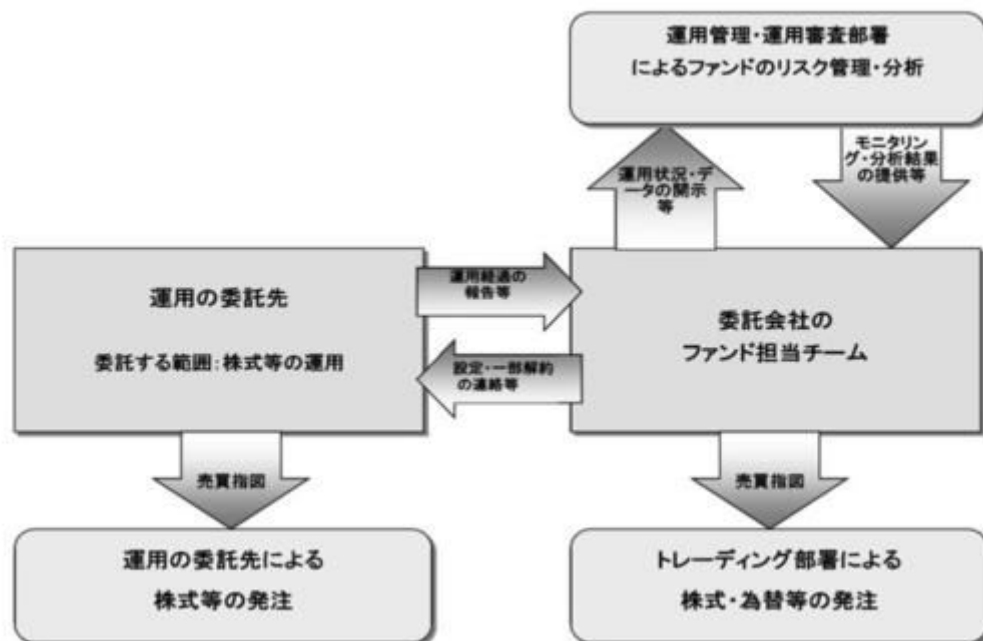 運用管理・運用審査部署
によるファンドのリスク管理・分析
運用状況・デ
ータの開示
等
モニタリン
グ・分析結果
の提供等
運用の委託先
委託する範囲:株式等の運用
運用経過の
報告等
設定・一部解約
の連絡等
委託会社の
ファンド担当チーム
売買指図
売買指図
運用の委託先による
株式等の発注
トレーディング部署による
株式・為替等の発注